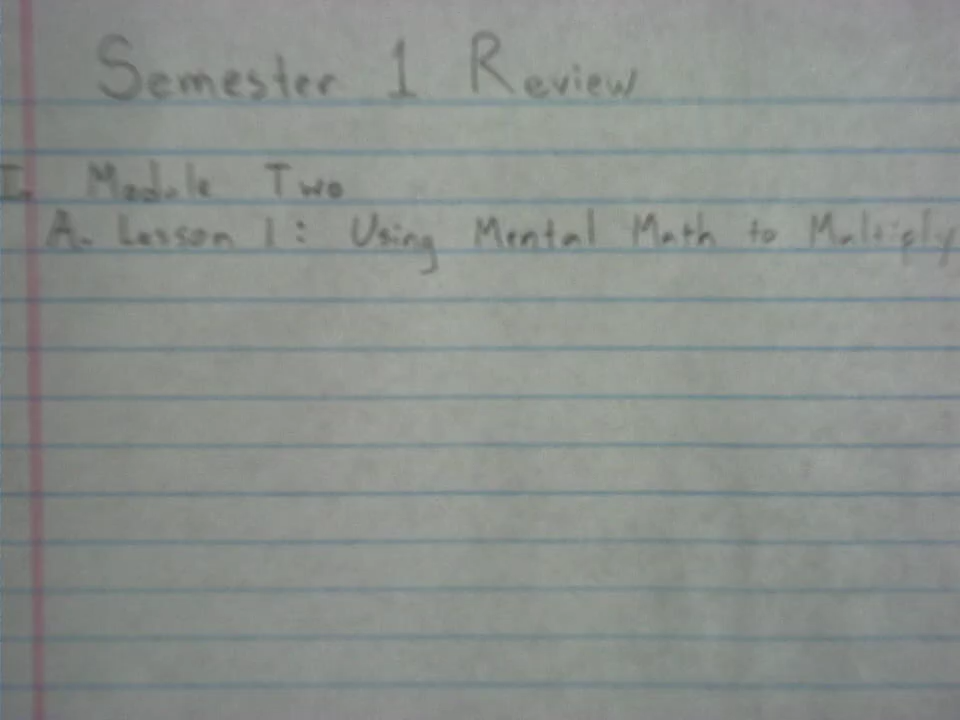 Semester 1 Review
I. Module Two
A. Lesson 1: Using Mental Math to Multiply